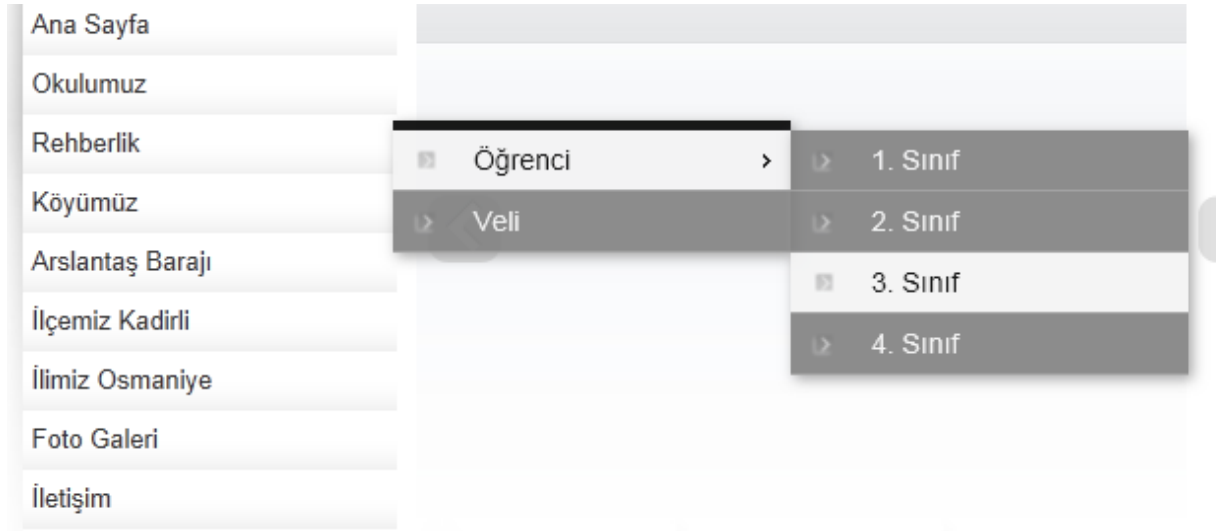 Ana Sayfa
Okulumuz
Rehberlik
Köyümüz
Arslantaş Barajı
İlçemiz Kadirli
İlimiz Osmaniye
Foto Galeri
İletişim
Öğrenci
Veli
1. Sınıf
2. Sınıf
3. Sınıf
4. Sınıf